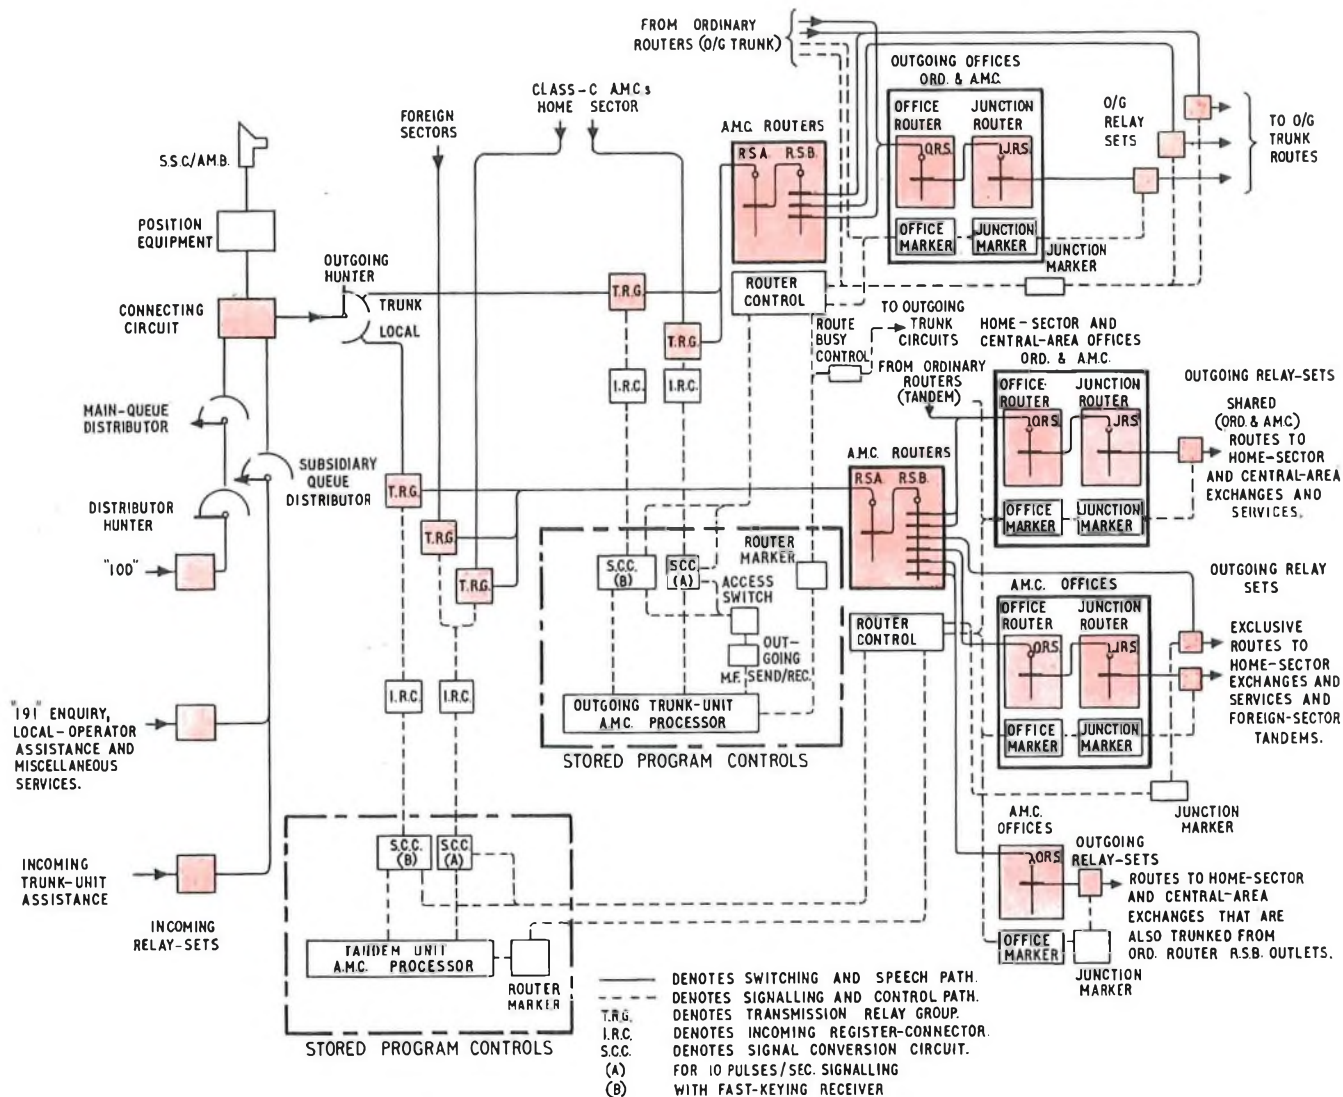 FROM ORDINARY
ROUTERS (O/G TRUNK)
CLASS-C A.M.C.s
HOME SECTOR
FOREIGN
SECTORS
S.S.C./A.M.B.
POSITION
EQUIPMENT
OUTGOING
HUNTER
TRUNK
LOCAL
CONNECTING
CIRCUIT
MAIN-QUEUE
DISTRIBUTOR
SUBSIDIARY
QUEUE
DISTRIBUTOR
DISTRIBUTOR
HUNTER
"100"
"191" ENQUIRY,
LOCAL-OPERATOR
ASSISTANCE AND
MISCELLANEOUS
SERVICES.
INCOMING
TRUNK-UNIT
ASSISTANCE
INCOMING
RELAY-SETS
T.R.G.
T.R.G.
I.R.C.
I.R.C.
T.R.G.
T.R.G.
T.R.G.
I.R.C.
I.R.C.
A.M.C. ROUTERS
R.S.A. R.S.B.
ROUTER
CONTROL
OUTGOING OFFICES
ORD. & A.M.C.
OFFICE
ROUTER
JUNCTION
ROUTER
O.R.S.
J.R.S.
OFFICE
MARKER
JUNCTION
MARKER
JUNCTION
MARKER
O/G
RELAY
SETS
TO O/G
TRUNK
ROUTES
ROUTE
BUSY
CONTROL
TO OUTGOING
TRUNK
CIRCUITS
FROM ORDINARY
ROUTERS
(TANDEM)
HOME-SECTOR AND
CENTRAL-AREA OFFICES
ORD. & A.M.C.
OFFICE
ROUTER
JUNCTION
ROUTER
O.R.S.
J.R.S.
OFFICE
MARKER
JUNCTION
MARKER
OUTGOING RELAY-SETS
SHARED
(ORD. & A.M.C.)
ROUTES TO
HOME-SECTOR
AND CENTRAL-AREA
EXCHANGES AND
SERVICES.
A.M.C. ROUTERS
R.S.A. R.S.B.
ROUTER
CONTROL
A.M.C. OFFICES
OFFICE
ROUTER
JUNCTION
ROUTER
O.R.S.
J.R.S.
OFFICE
MARKER
JUNCTION
MARKER
OUTGOING RELAY
SETS
EXCLUSIVE
ROUTES TO
HOME-SECTOR
EXCHANGES AND
SERVICES AND
FOREIGN-SECTOR
TANDEMS.
JUNCTION
MARKER
A.M.C.
OFFICES
O.R.S.
OUTGOING
RELAY-SETS
ROUTES TO HOME-SECTOR
AND CENTRAL-AREA
EXCHANGES THAT ARE
ALSO TRUNKED FROM
ORD. ROUTER R.S.B. OUTLETS.
OFFICE
MARKER
JUNCTION
MARKER
S.C.C.
(B)
S.C.C.
(A)
ROUTER
MARKER
ACCESS
SWITCH
OUT-
GOING
M.F. SEND/REC.
OUTGOING TRUNK-UNIT
A.M.C. PROCESSOR
STORED PROGRAM CONTROLS
S.C.C.
(B)
S.C.C.
(A)
TANDEM UNIT
A.M.C. PROCESSOR
ROUTER
MARKER
STORED PROGRAM CONTROLS
DENOTES SWITCHING AND SPEECH PATH.
DENOTES SIGNALLING AND CONTROL PATH.
T.R.G. DENOTES TRANSMISSION RELAY GROUP.
I.R.C. DENOTES INCOMING REGISTER-CONNECTOR.
S.C.C. DENOTES SIGNAL CONVERSION CIRCUIT.
(A) FOR 10 PULSES/SEC. SIGNALLING
(B) WITH FAST-KEYING RECEIVER